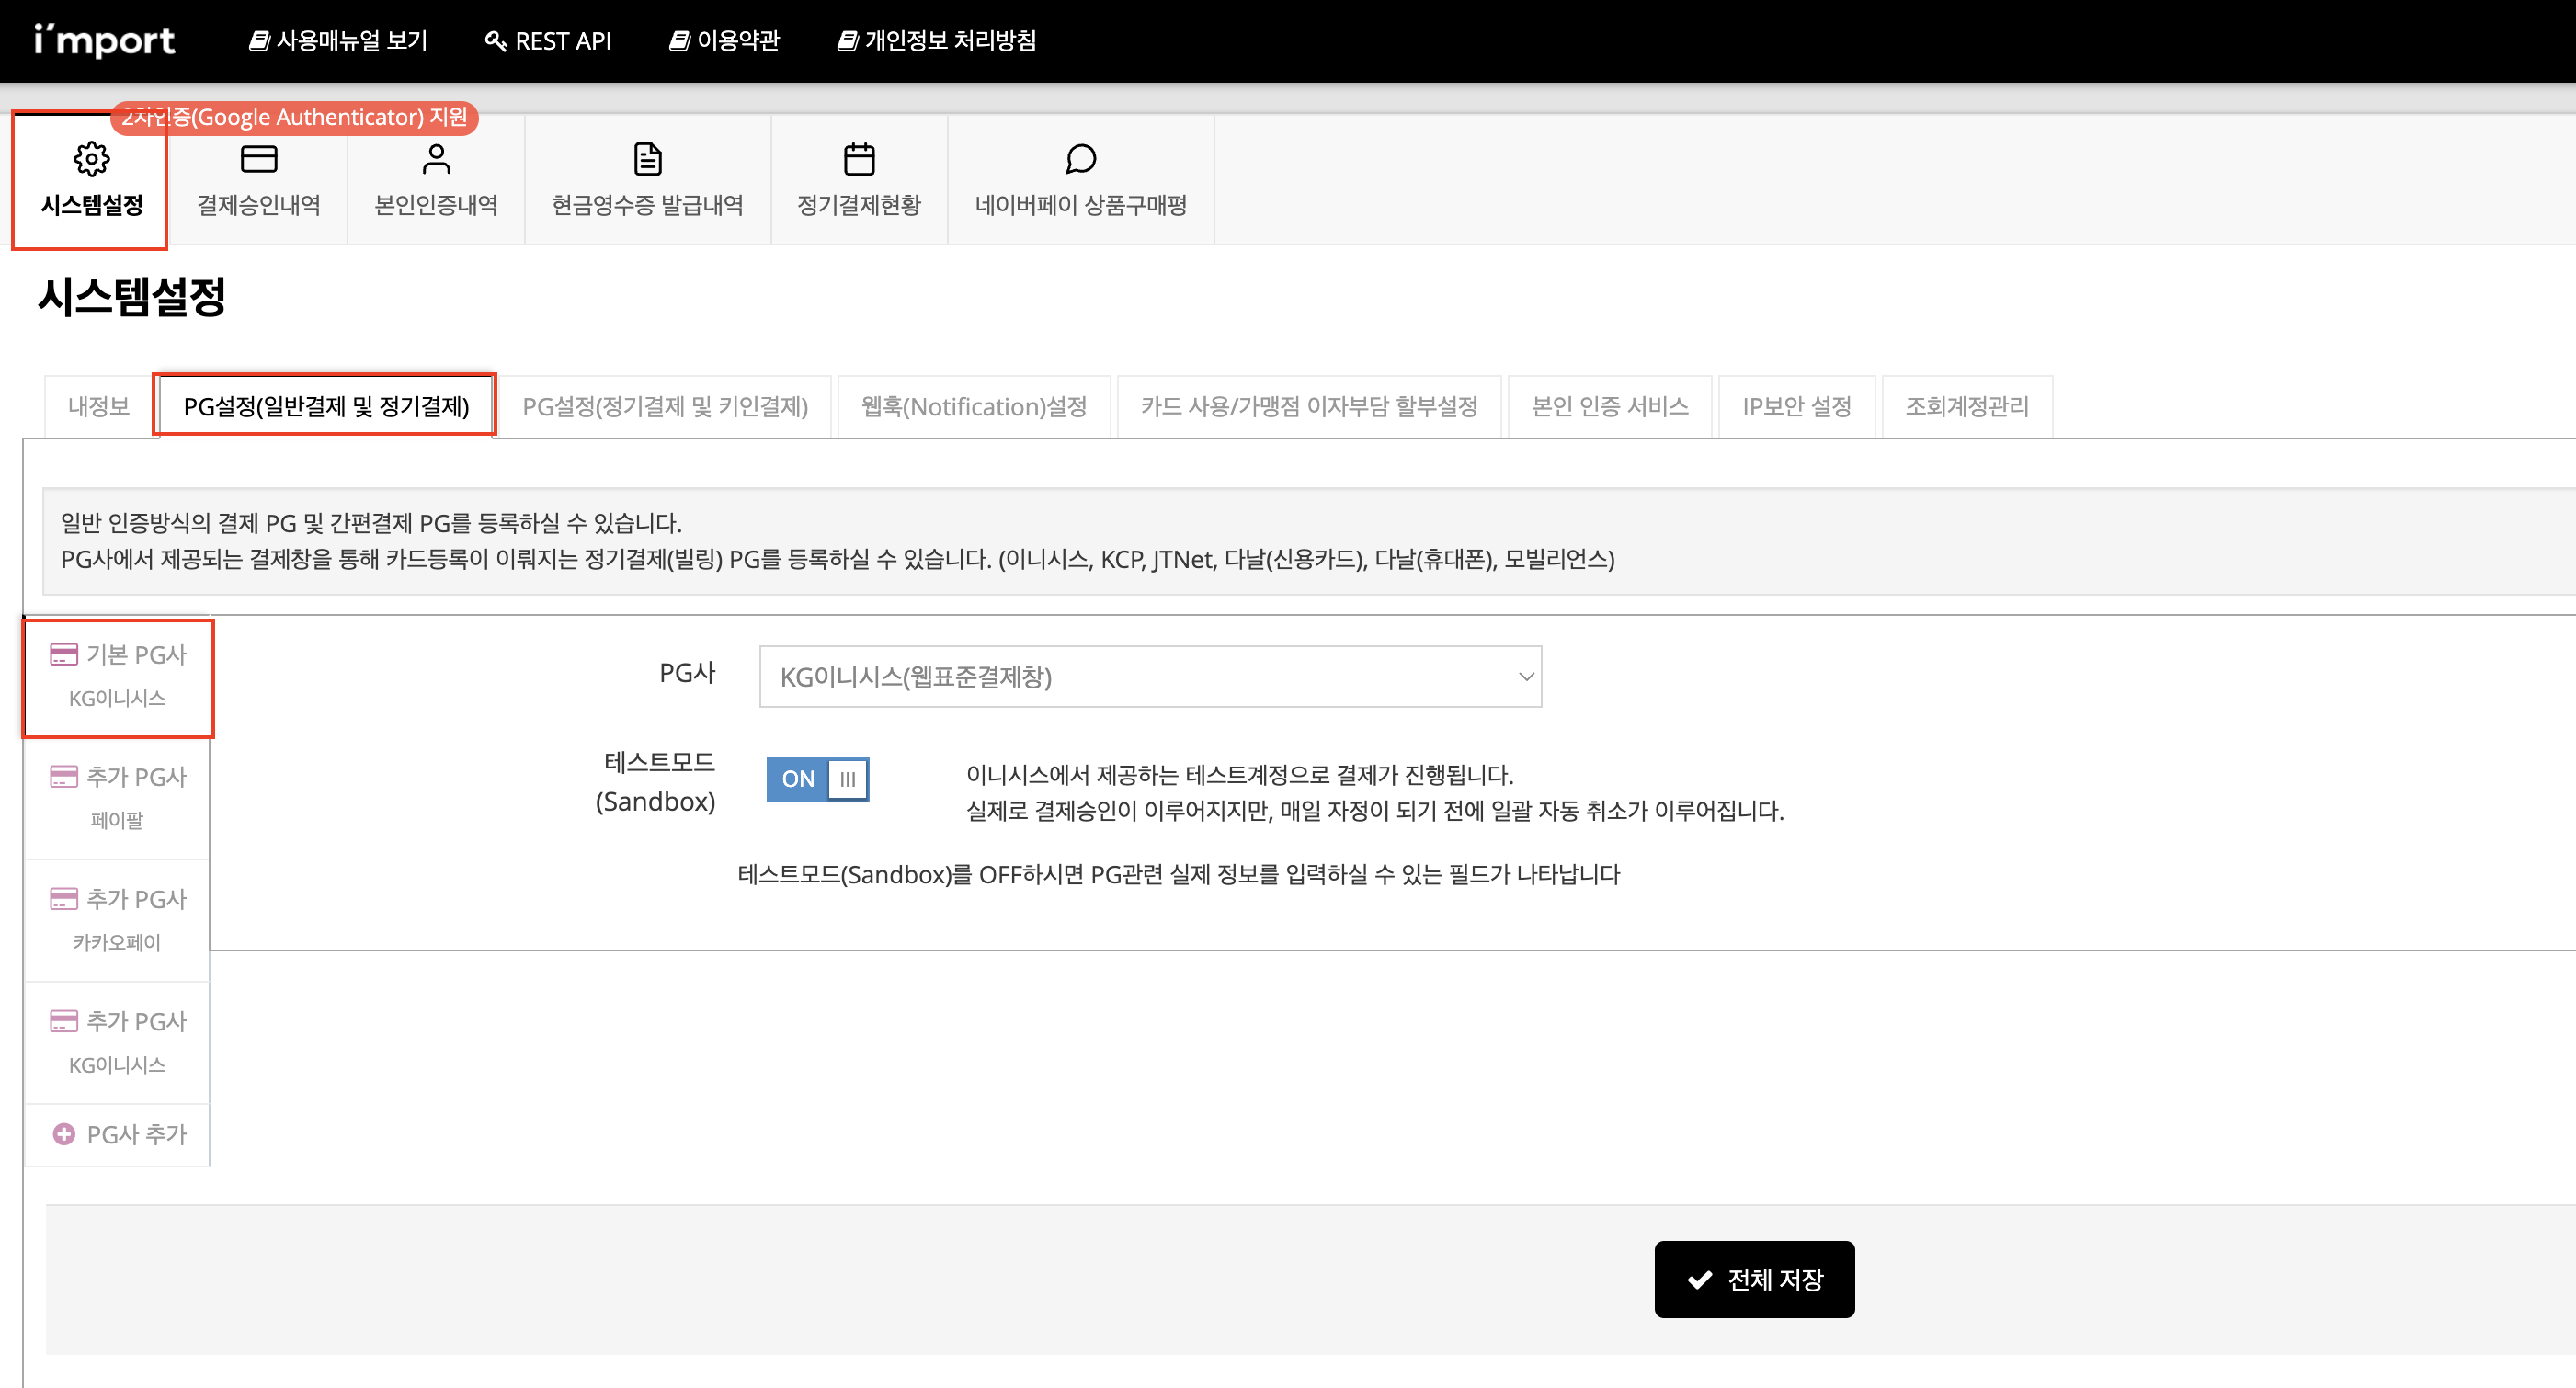 i'mport
사용매뉴얼 보기
REST API
이용약관
개인정보 처리방침
2차인증(Google Authenticator) 지원
시스템설정
결제승인내역
본인인증내역
현금영수증 발급내역
정기결제현황
네이버페이 상품구매평
시스템설정
내정보
PG설정(일반결제 및 정기결제)
PG설정(정기결제 및 키인결제)
웹훅(Notification)설정
카드 사용/가맹점 이자부담 할부설정
본인 인증 서비스
IP보안 설정
조회계정관리
일반 인증방식의 결제 PG 및 간편결제 PG를 등록하실 수 있습니다.
PG사에서 제공되는 결제창을 통해 카드등록이 이뤄지는 정기결제(빌링) PG를 등록하실 수 있습니다. (이니시스, KCP, JTNet, 다날(신용카드), 다날(휴대폰), 모빌리언스)
기본 PG사
KG이니시스
추가 PG사
페이팔
추가 PG사
카카오페이
추가 PG사
KG이니시스
PG사 추가
PG사
KG이니시스(웹표준결제창)
테스트모드
(Sandbox)
ON
이니시스에서 제공하는 테스트계정으로 결제가 진행됩니다.
실제로 결제승인이 이루어지지만, 매일 자정이 되기 전에 일괄 자동 취소가 이루어집니다.
테스트모드(Sandbox)를 OFF하시면 PG관련 실제 정보를 입력하실 수 있는 필드가 나타납니다
전체 저장